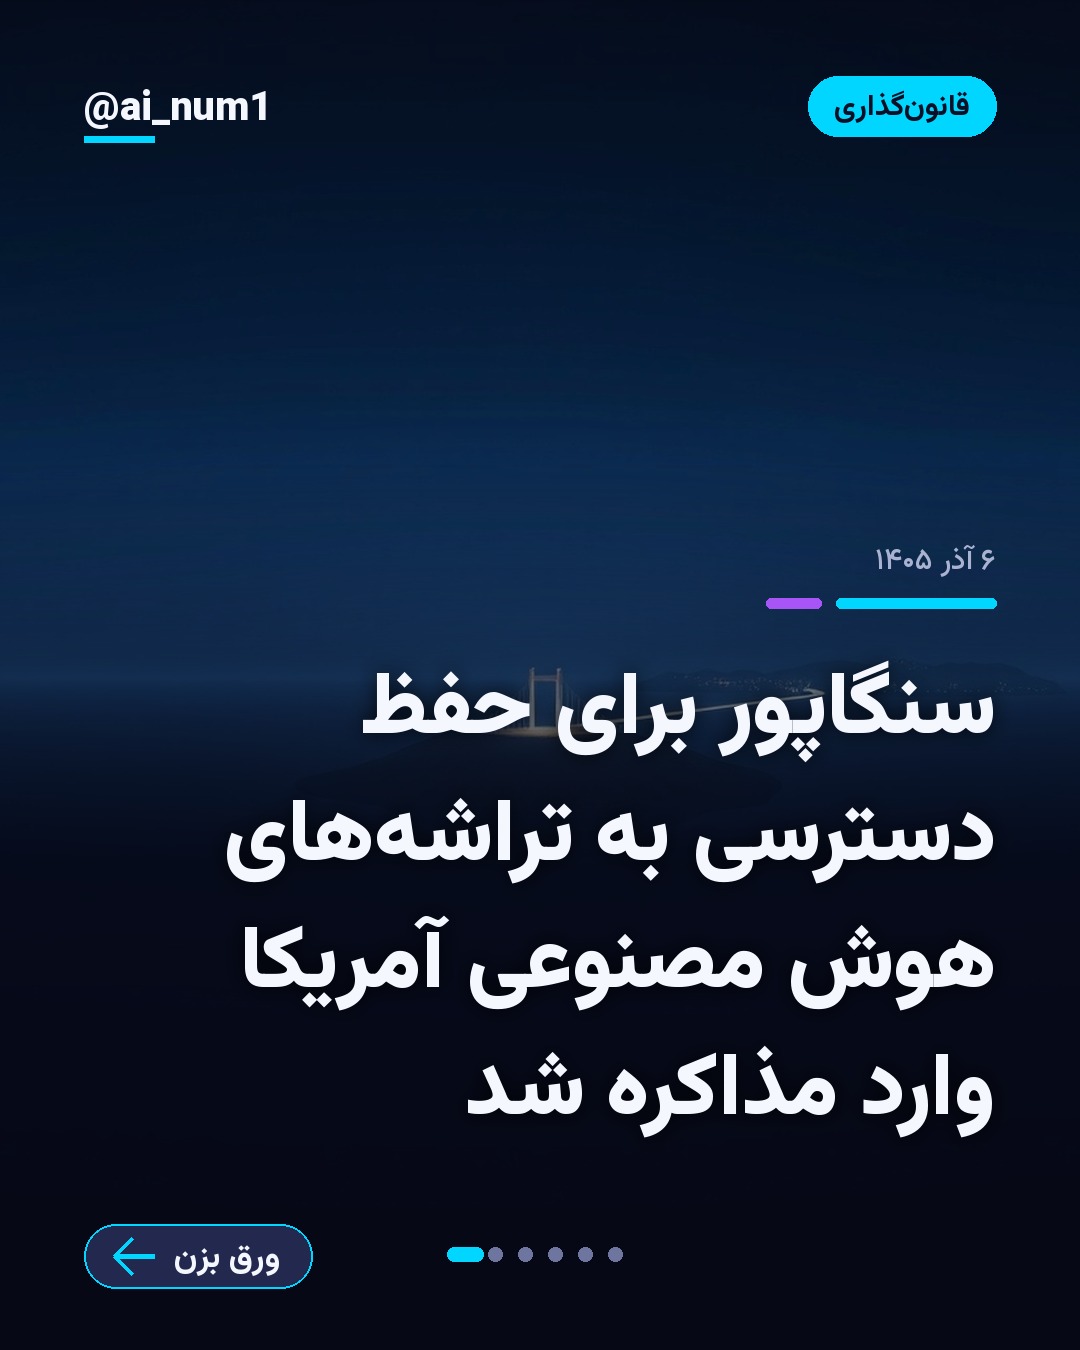 @ai_num1
قانون‌گذاری
۶ آذر ۱۴۰۵
سنگاپور برای حفظ
دسترسی به تراشه‌های
هوش مصنوعی آمریکا
وارد مذاکره شد
ورق بزن